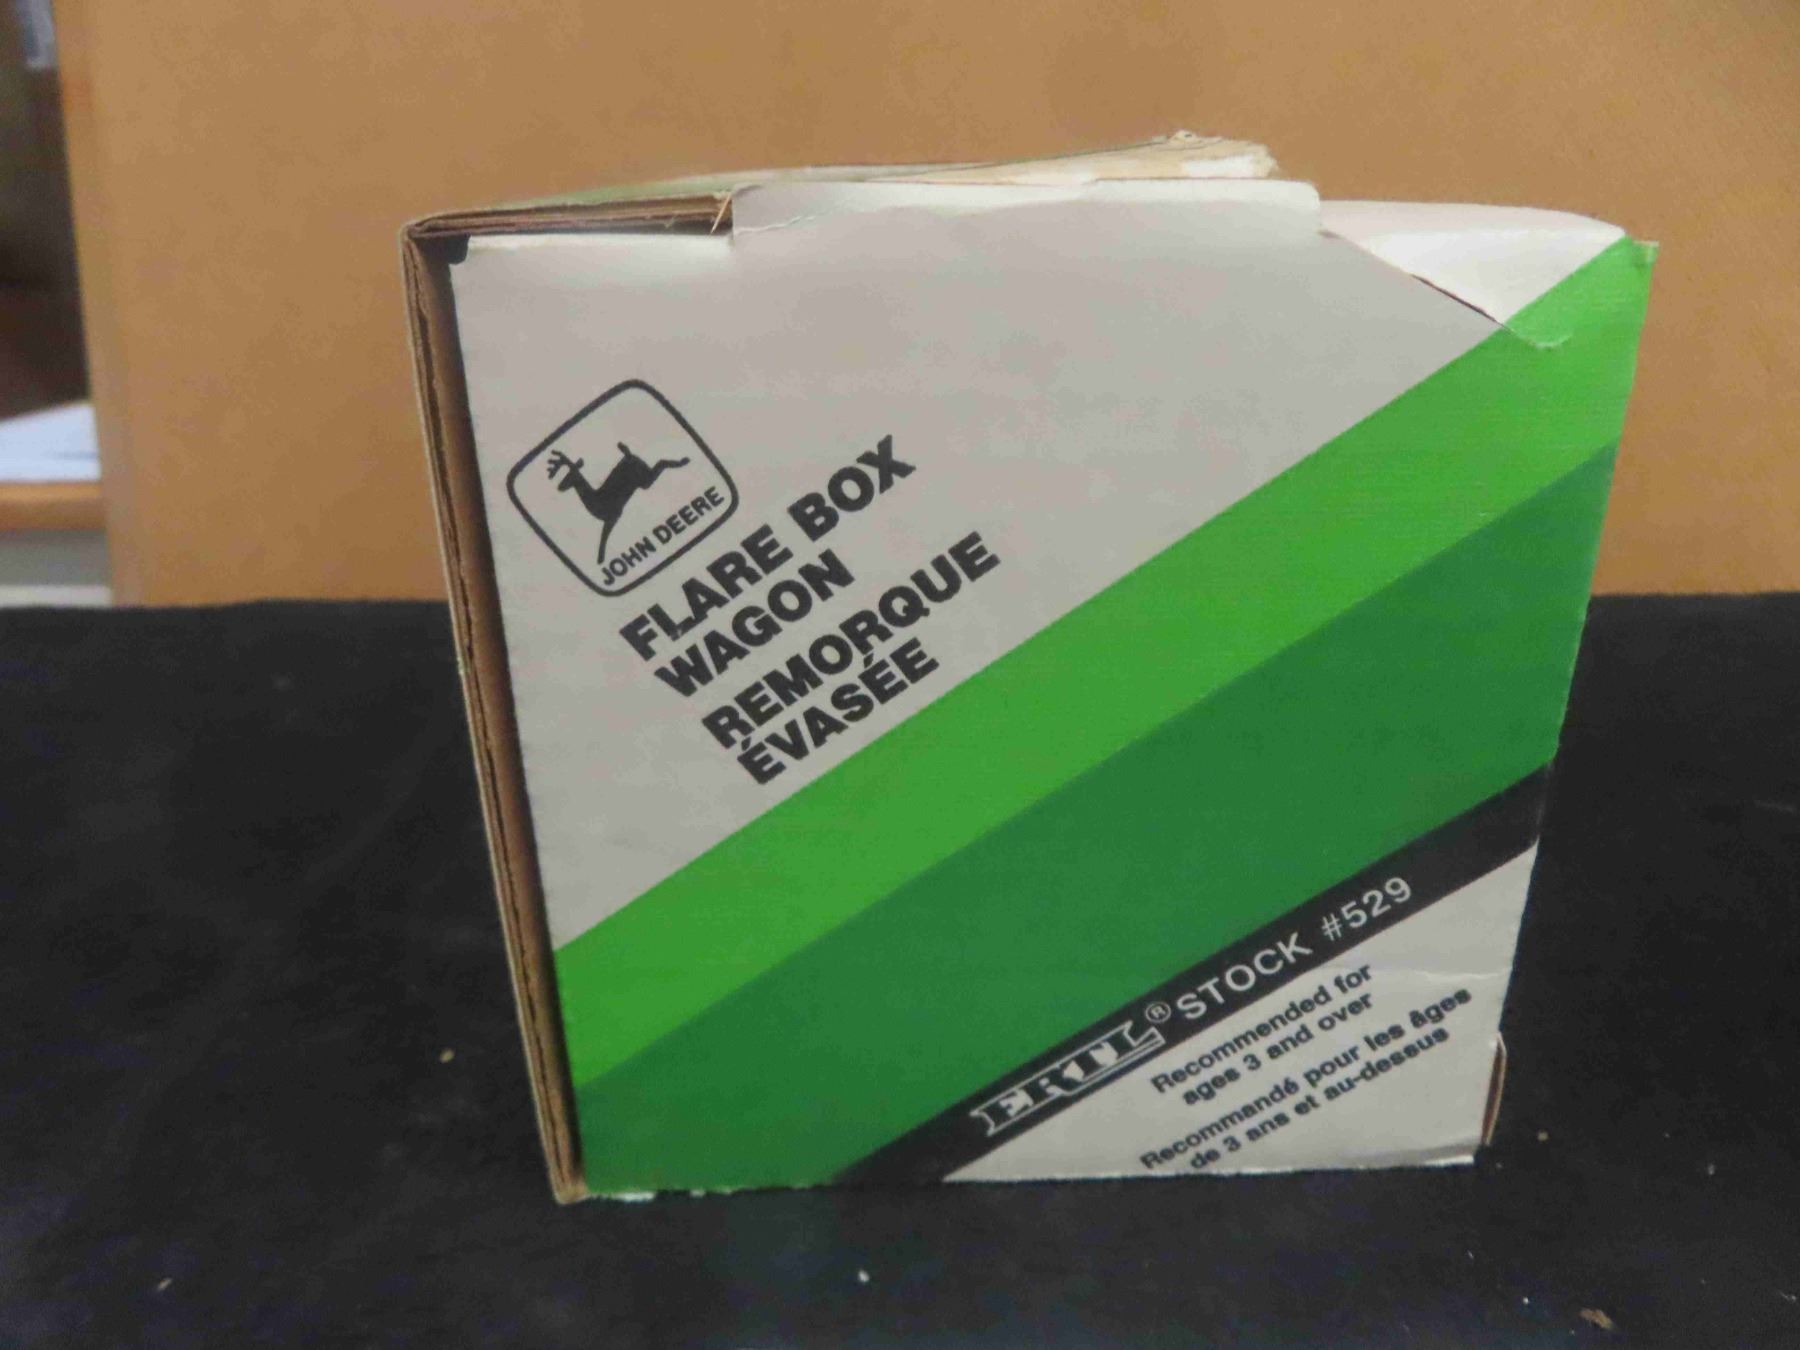 JOHN DEERE
FLARE BOX
WAGON
REMORQUE
ÉVASÉE
ERTL® STOCK #529
Recommended for
ages 3 and over
Recommandé pour les âges
de 3 ans et au-dessus